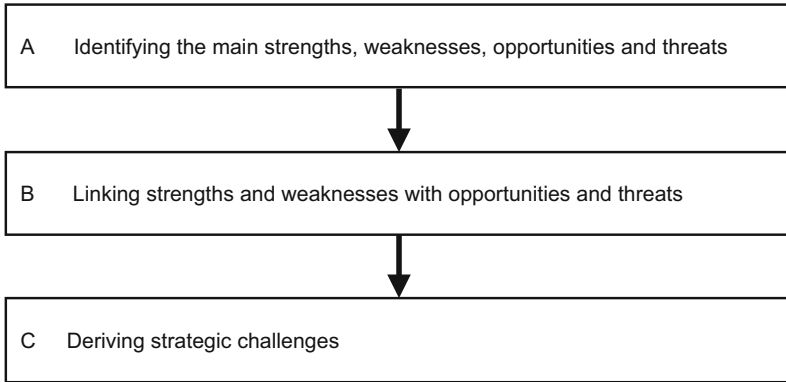 A Identifying the main strengths, weaknesses, opportunities and threats
B Linking strengths and weaknesses with opportunities and threats
C Deriving strategic challenges